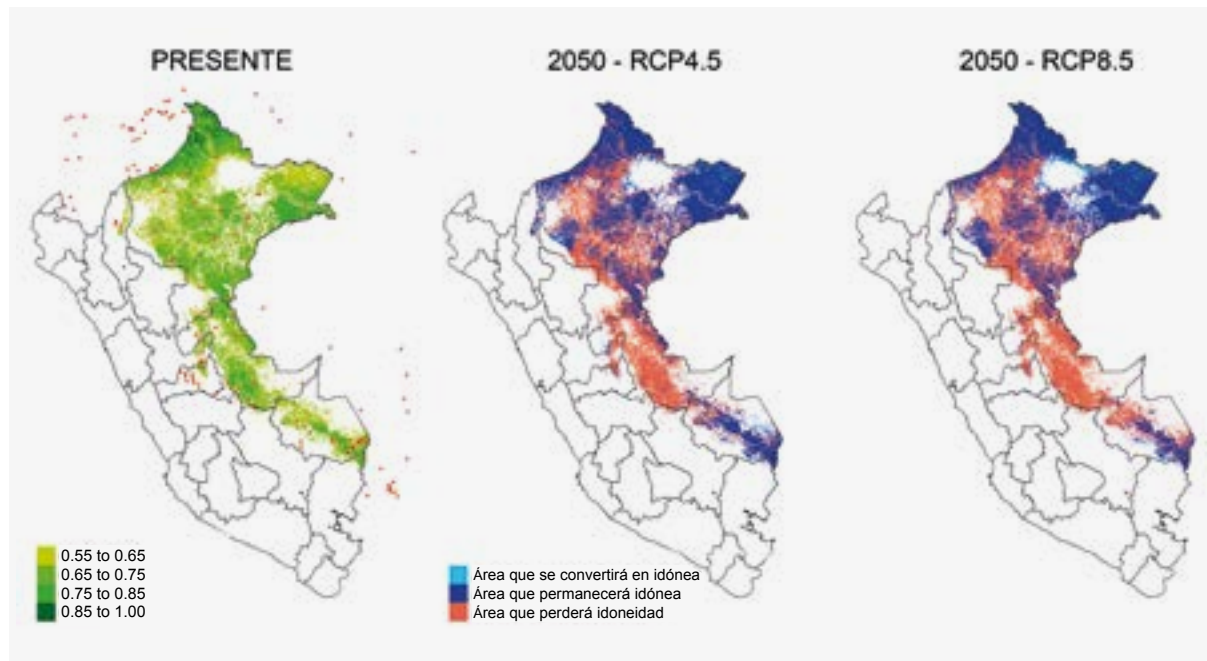 PRESENTE
2050 - RCP4.5
2050 - RCP8.5
0.55 to 0.65
0.65 to 0.75
0.75 to 0.85
0.85 to 1.00
Área que se convertirá en idónea
Área que permanecerá idónea
Área que perderá idoneidad